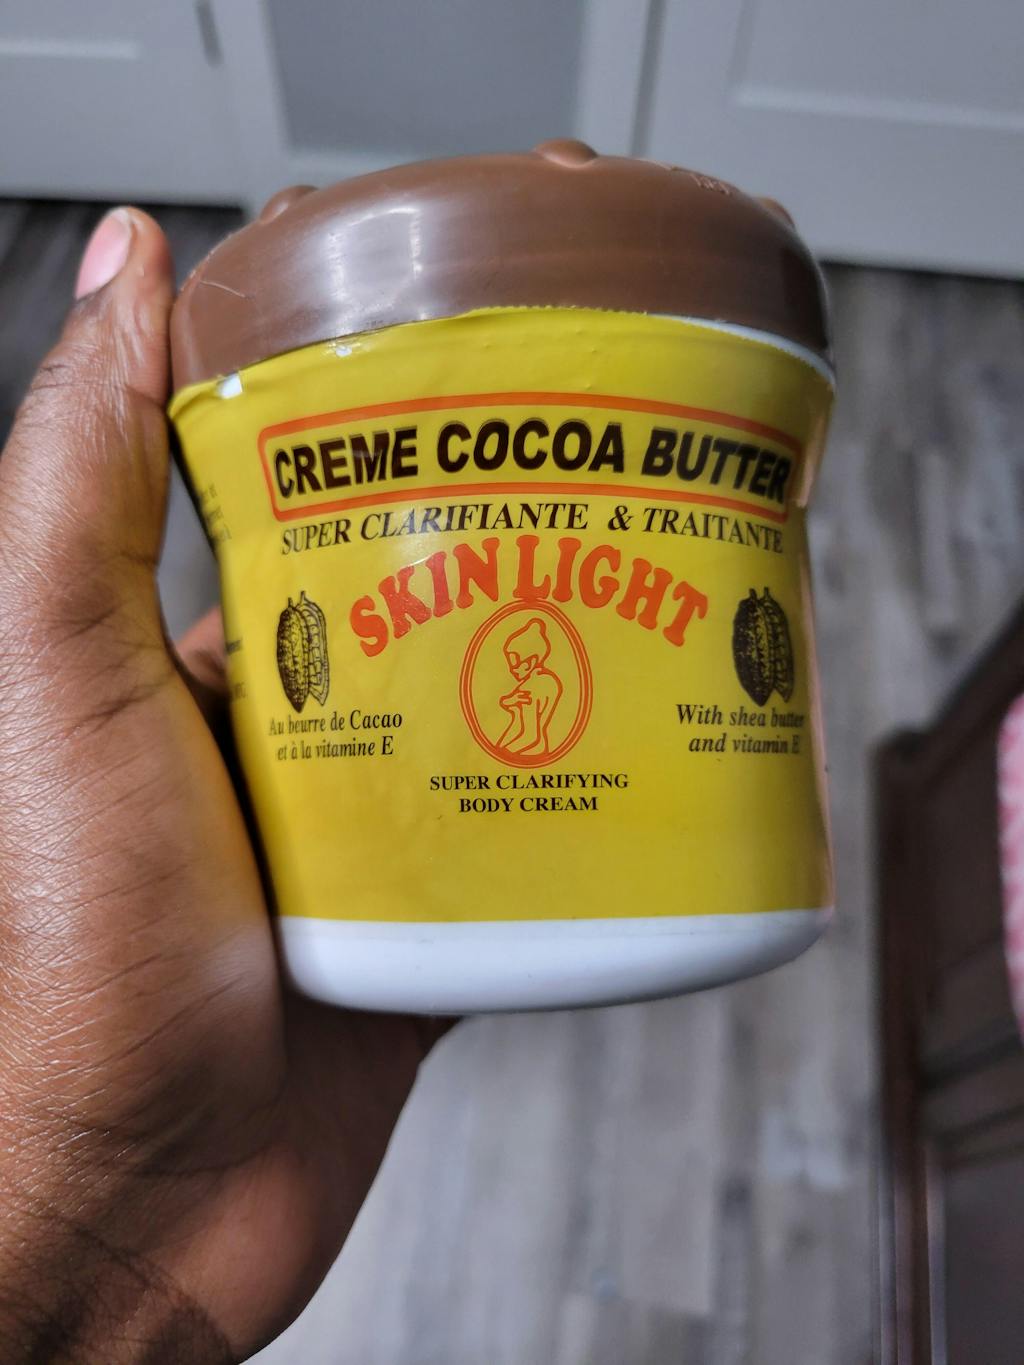 CREME COCOA BUTTER
SUPER CLARIFIANTE & TRAITANTE
SKIN LIGHT
Au beurre de Cacao
et à la vitamine E
With shea butter
and vitamin E
SUPER CLARIFYING
BODY CREAM